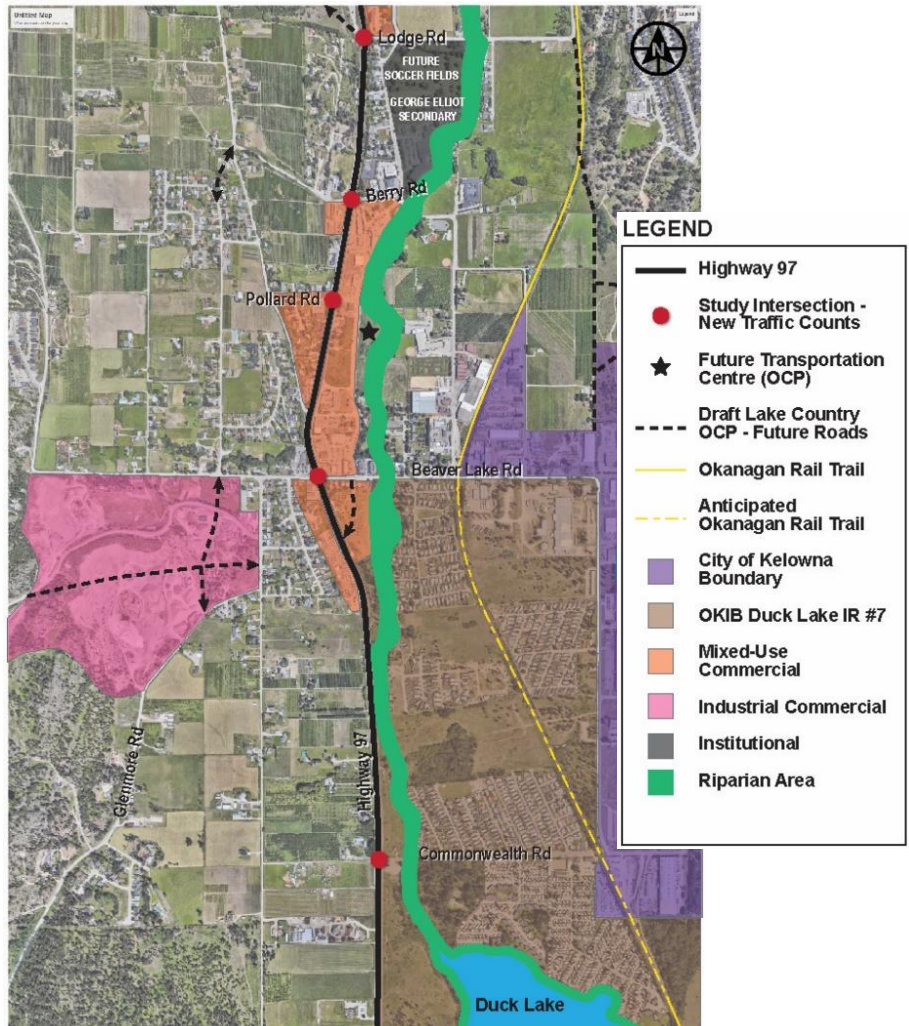 Untitled Map
Legend
N
Lodge Rd
FUTURE
SOCCER FIELDS
GEORGE ELLIOT
SECONDARY
Berry Rd
Pollard Rd
Beaver Lake Rd
Glenmore Rd
Highway 97
Commonwealth Rd
Duck Lake
LEGEND
Highway 97
Study Intersection -
New Traffic Counts
Future Transportation
Centre (OCP)
Draft Lake Country
OCP - Future Roads
Okanagan Rail Trail
Anticipated
Okanagan Rail Trail
City of Kelowna
Boundary
OKIB Duck Lake IR #7
Mixed-Use
Commercial
Industrial Commercial
Institutional
Riparian Area